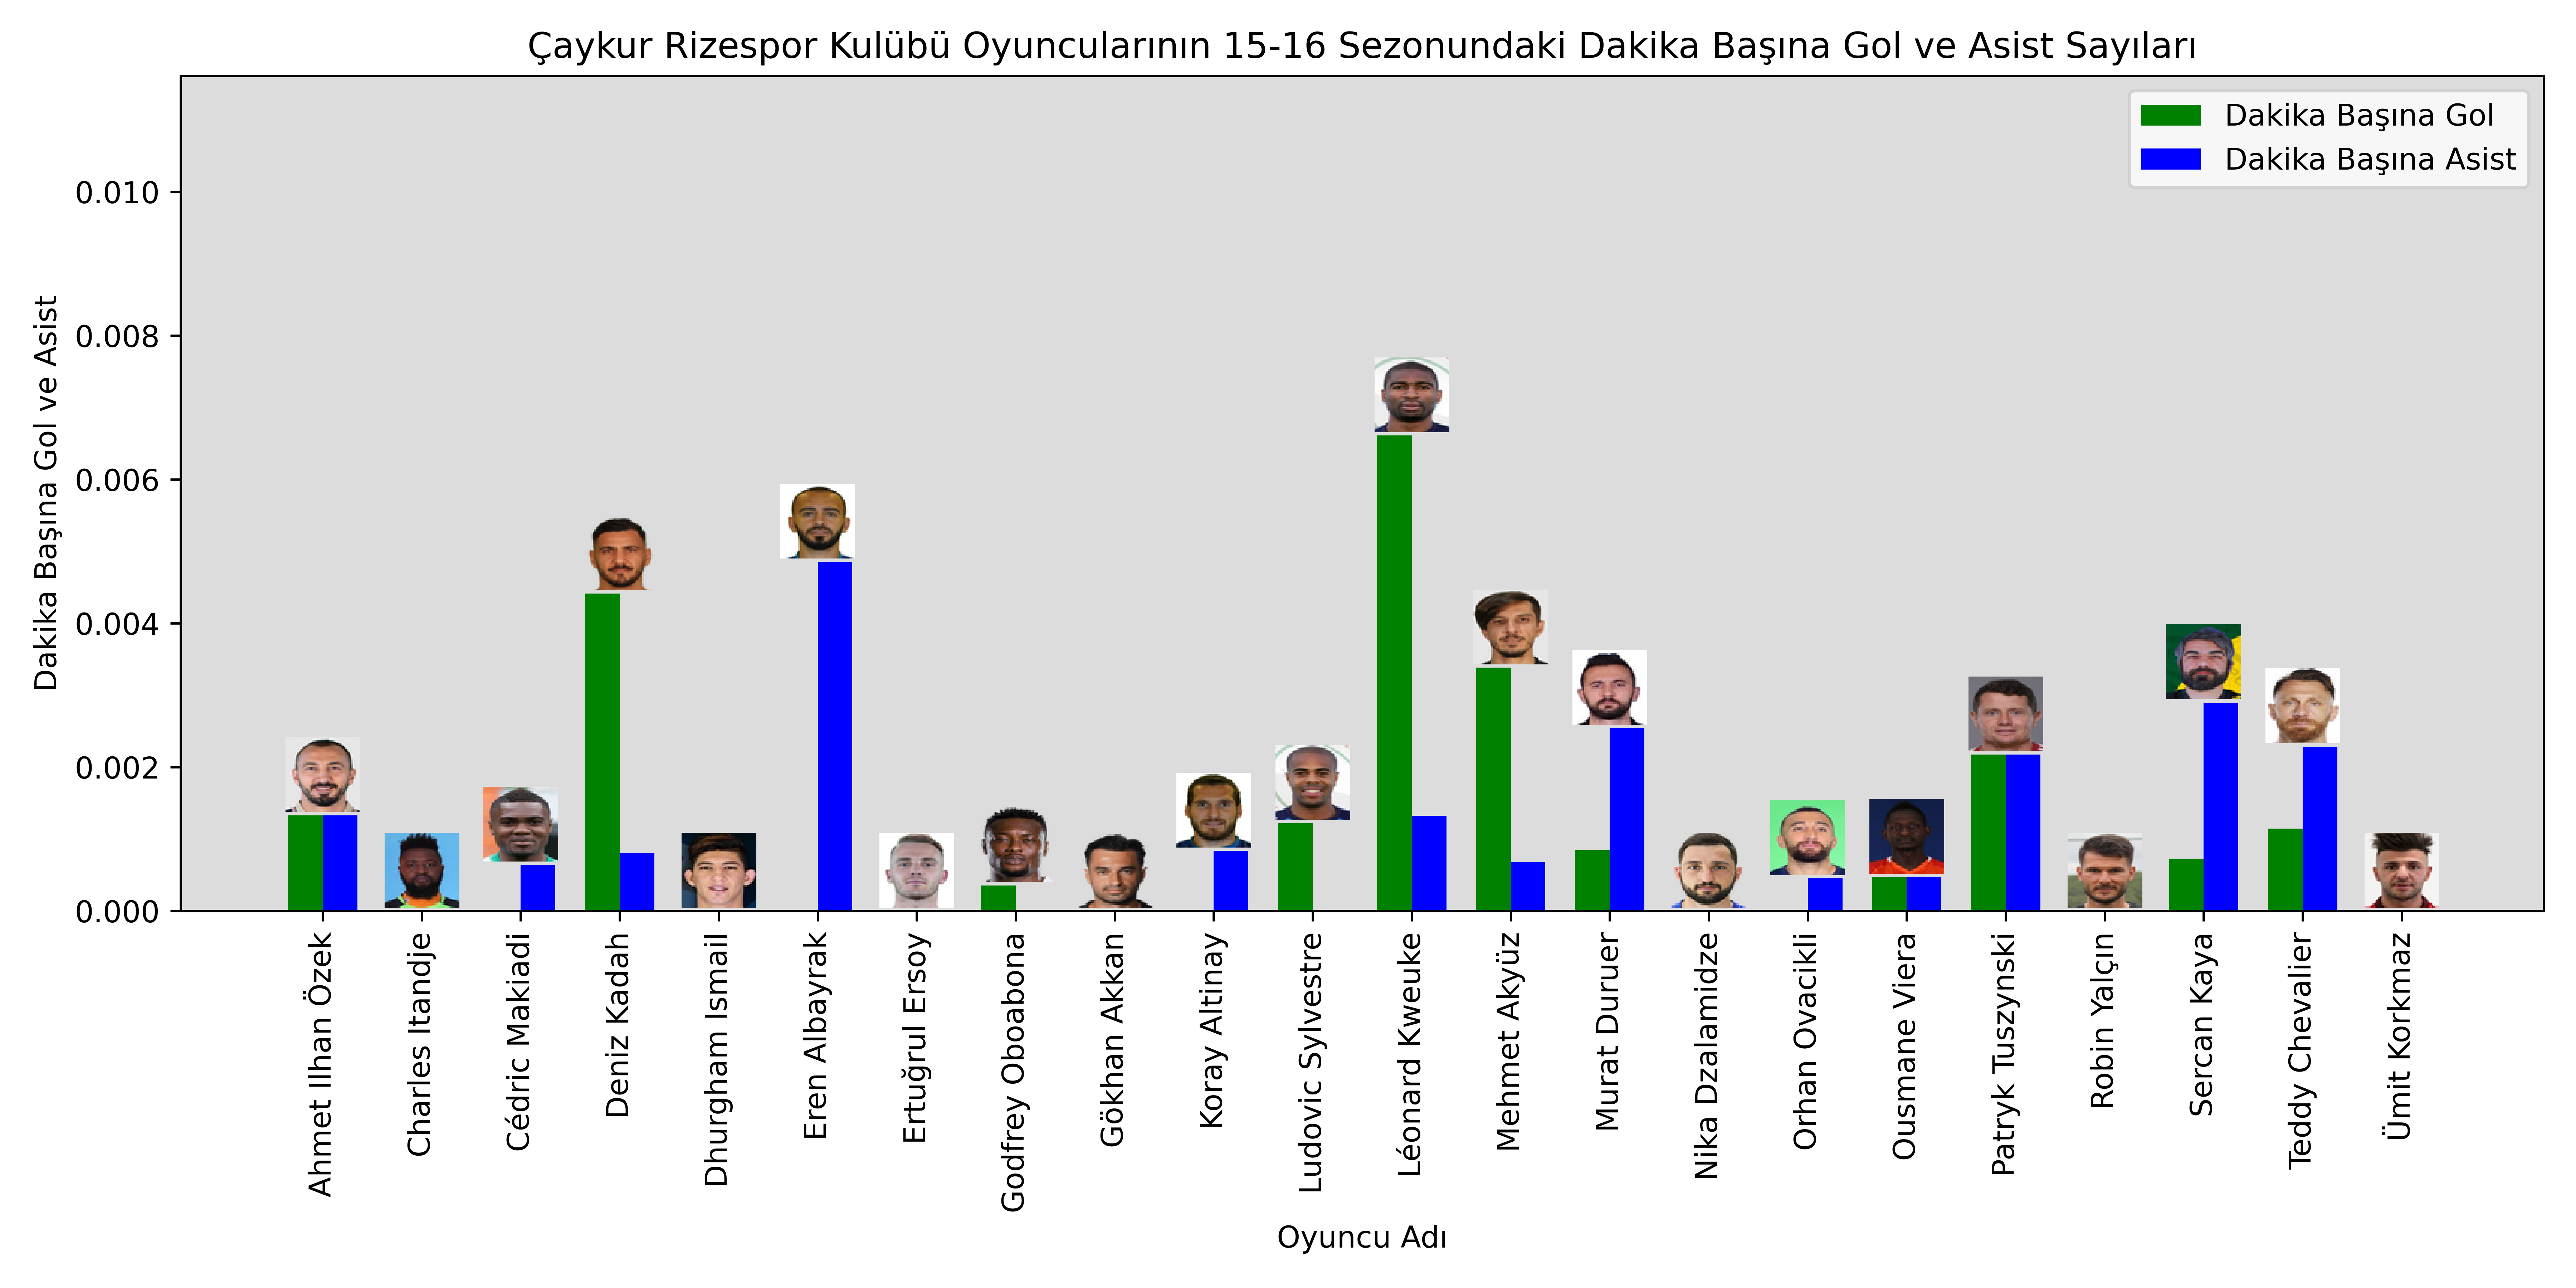 Çaykur Rizespor Kulübü Oyuncularının 15-16 Sezonundaki Dakika Başına Gol ve Asist Sayıları
Dakika Başına Gol
Dakika Başına Asist
Dakika Başına Gol ve Asist
0.010
0.008
0.006
0.004
0.002
0.000
Ahmet Ilhan Özek
Charles Itandje
Cédric Makiadi
Deniz Kadah
Dhurgham Ismail
Eren Albayrak
Ertuğrul Ersoy
Godfrey Oboabona
Gökhan Akkan
Koray Altinay
Ludovic Sylvestre
Léonard Kweuke
Mehmet Akyüz
Murat Duruer
Nika Dzalamidze
Orhan Ovacikli
Ousmane Viera
Patryk Tuszynski
Robin Yalçın
Sercan Kaya
Teddy Chevalier
Ümit Korkmaz
Oyuncu Adı